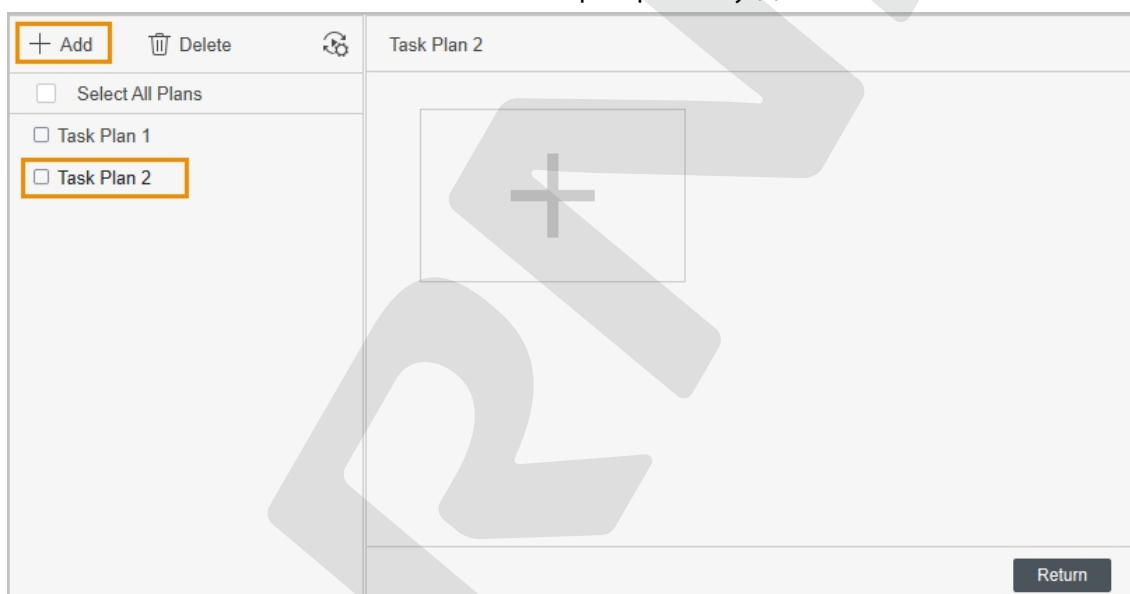 Add
Delete
Task Plan 2
Select All Plans
Task Plan 1
Task Plan 2
Return